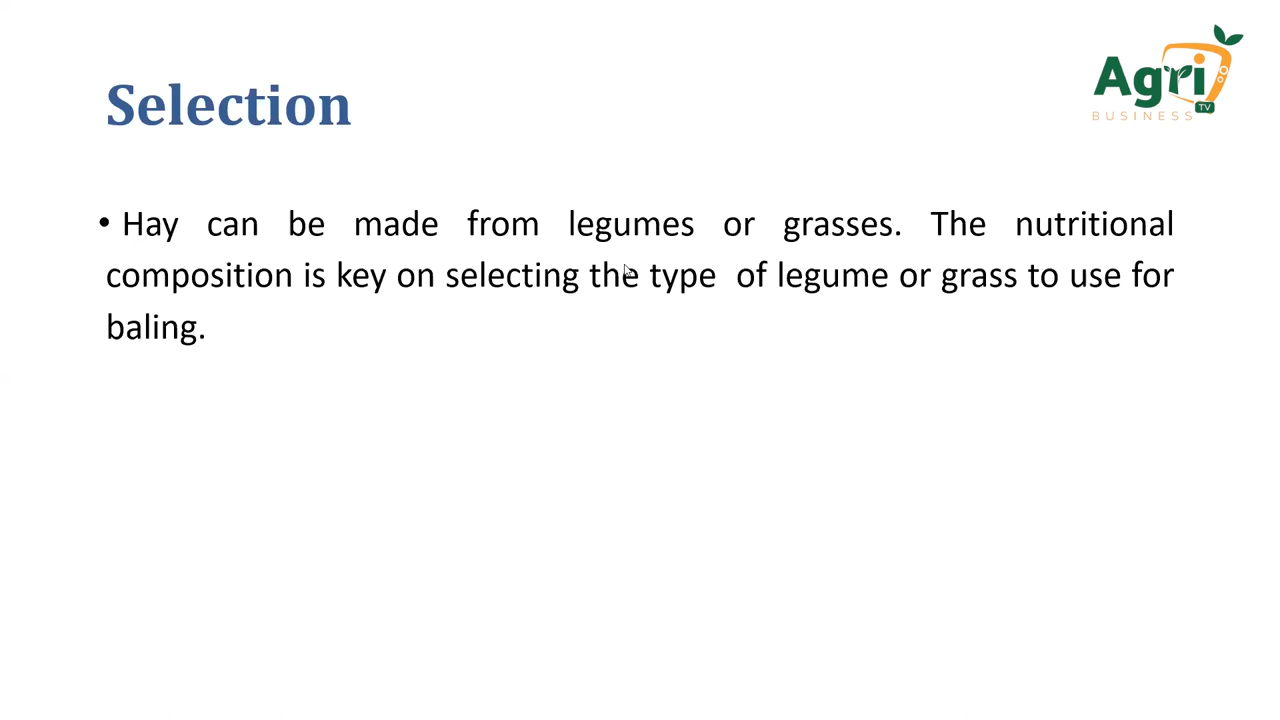 Selection
Agri
TV
BUSINESS
• Hay can be made from legumes or grasses. The nutritional
composition is key on selecting the type  of legume or grass to use for
baling.